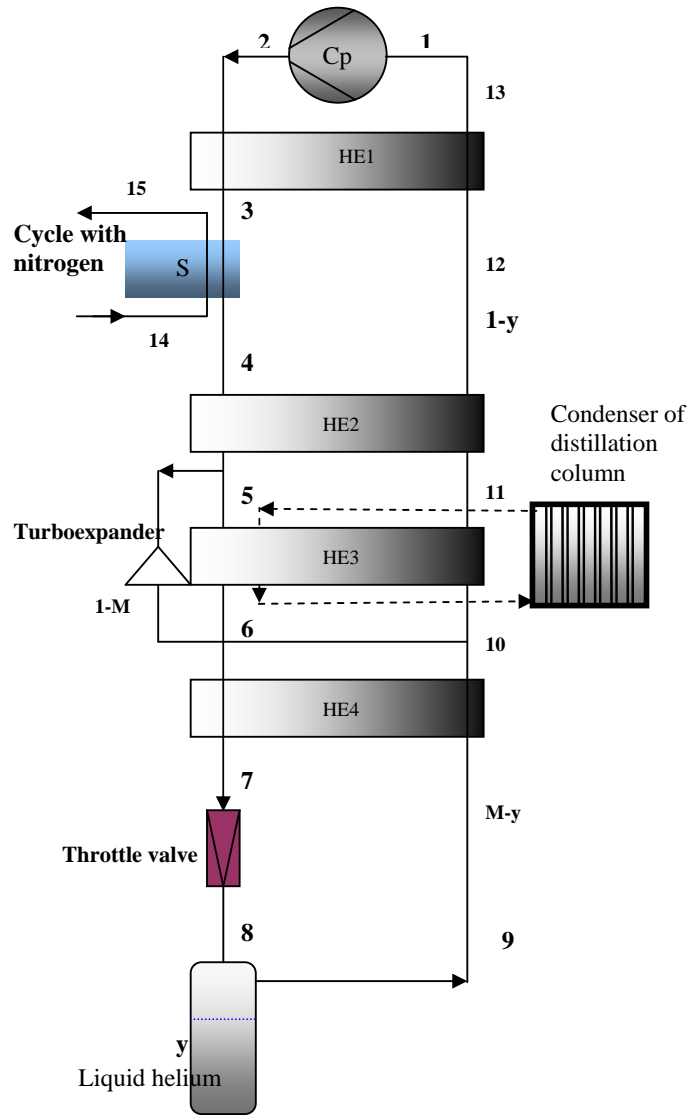 2
1
Cp
13
HE1
15
3
Cycle with
nitrogen
S
12
1-y
14
4
HE2
Condenser of
distillation
column
5
11
Turboexpander
HE3
1-M
6
10
HE4
7
M-y
Throttle valve
8
9
y
Liquid helium